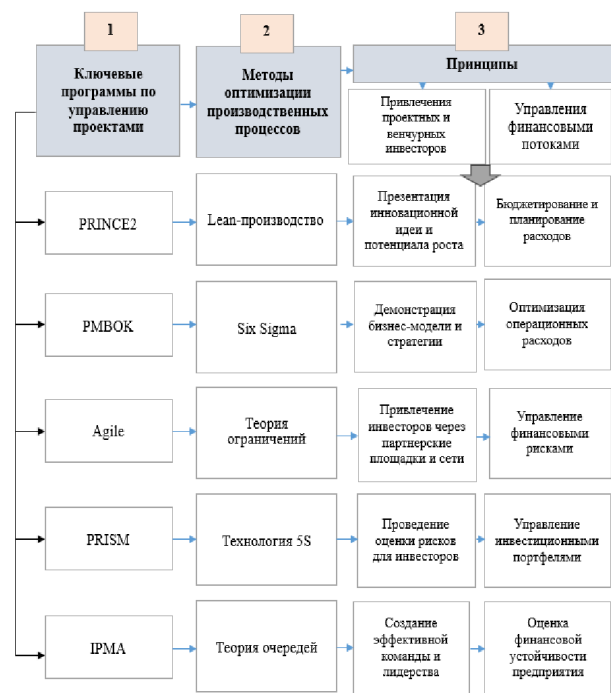 1
2
3
Ключевые
программы по
управлению
проектами
Методы
оптимизации
производственных
процессов
Принципы
Привлечения
проектных и
венчурных
инвесторов
Управления
финансовыми
потоками
PRINCE2
Lean-производство
Презентация
инновационной
идеи и
потенциала роста
Бюджетирование и
планирование
расходов
PMBOK
Six Sigma
Демонстрация
бизнес-модели и
стратегии
Оптимизация
операционных
расходов
Agile
Теория
ограничений
Привлечение
инвесторов через
партнерские
площадки и сети
Управление
финансовыми
рисками
PRISM
Технология 5S
Проведение
оценки рисков
для инвесторов
Управление
инвестиционными
портфелями
IPMA
Теория очередей
Создание
эффективной
команды и
лидерства
Оценка
финансовой
устойчивости
предприятия